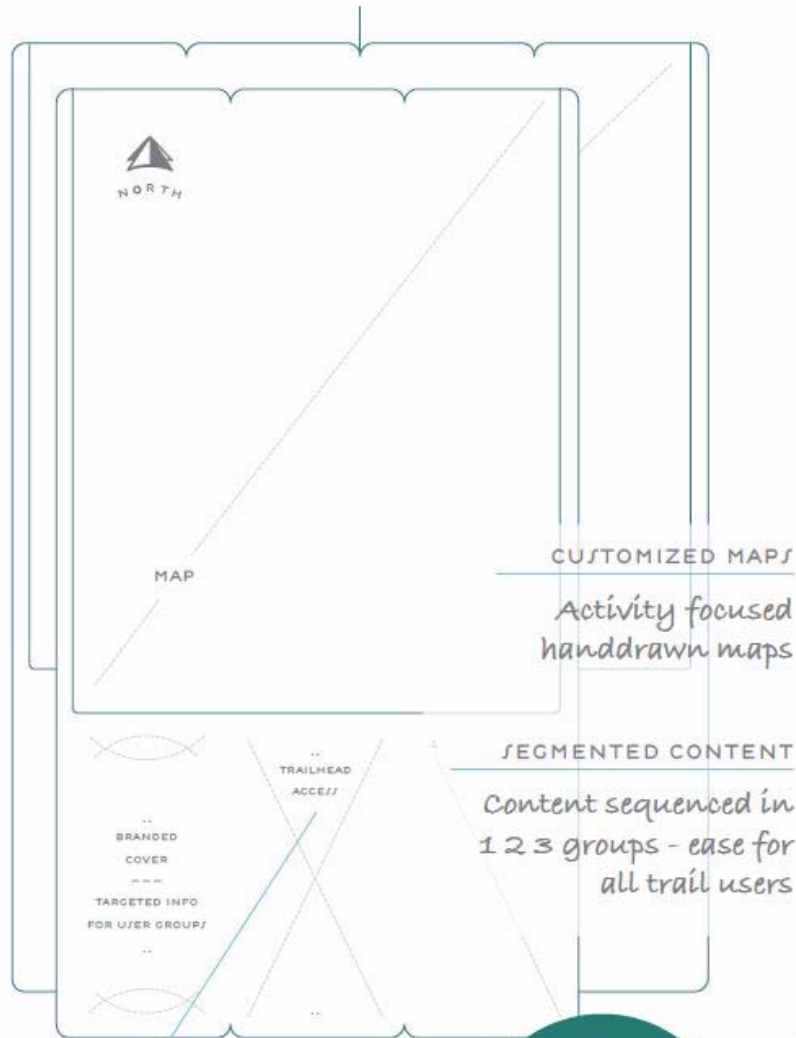 NORTH
MAP
CUSTOMIZED MAPS
Activity focused
handdrawn maps
SEGMENTED CONTENT
Content sequenced in
1 2 3 groups - ease for
all trail users
--
TRAILHEAD
ACCESS
--
BRANDED
COVER
---
TARGETED INFO
FOR USER GROUPS
--
--